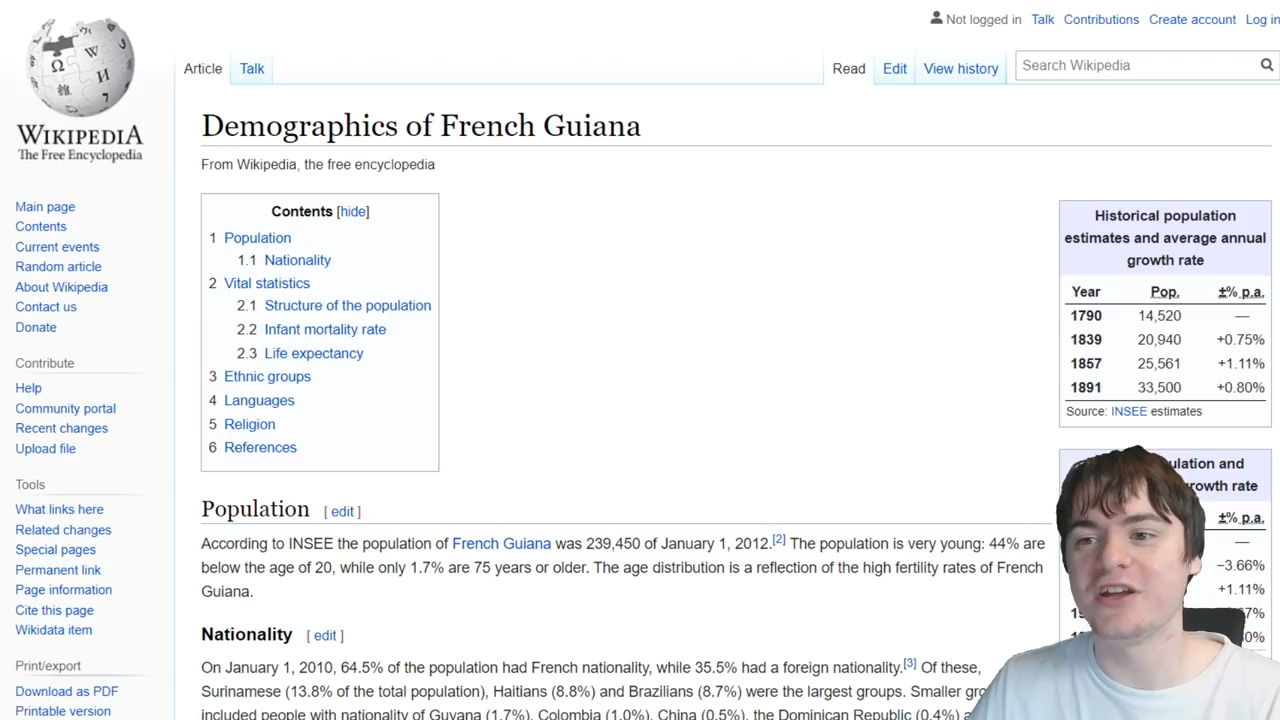 Not logged in Talk Contributions Create account Log in
Article Talk Read Edit View history Search Wikipedia
WIKIPEDIA
The Free Encyclopedia
Main page
Contents
Current events
Random article
About Wikipedia
Contact us
Donate
Contribute
Help
Community portal
Recent changes
Upload file
Tools
What links here
Related changes
Special pages
Permanent link
Page information
Cite this page
Wikidata item
Print/export
Download as PDF
Printable version
Demographics of French Guiana
From Wikipedia, the free encyclopedia
Contents [hide]
1 Population
1.1 Nationality
2 Vital statistics
2.1 Structure of the population
2.2 Infant mortality rate
2.3 Life expectancy
3 Ethnic groups
4 Languages
5 Religion
6 References
Historical population
estimates and average annual
growth rate
Year Pop. ±% p.a.
1790 14,520 —
1839 20,940 +0.75%
1857 25,561 +1.11%
1891 33,500 +0.80%
Source: INSEE estimates
and
growth rate
±% p.a.
—
−3.66%
+1.11%
Population [ edit ]
According to INSEE the population of French Guiana was 239,450 of January 1, 2012.[2] The population is very young: 44% are
below the age of 20, while only 1.7% are 75 years or older. The age distribution is a reflection of the high fertility rates of French
Guiana.
Nationality [ edit ]
On January 1, 2010, 64.5% of the population had French nationality, while 35.5% had a foreign nationality.[3] Of these,
Surinamese (13.8% of the total population), Haitians (8.8%) and Brazilians (8.7%) were the largest groups. Smaller
included people with nationality of Guyana (1.7%), Colombia (1.0%), China (0.5%), the Dominican Republic (0.4%)